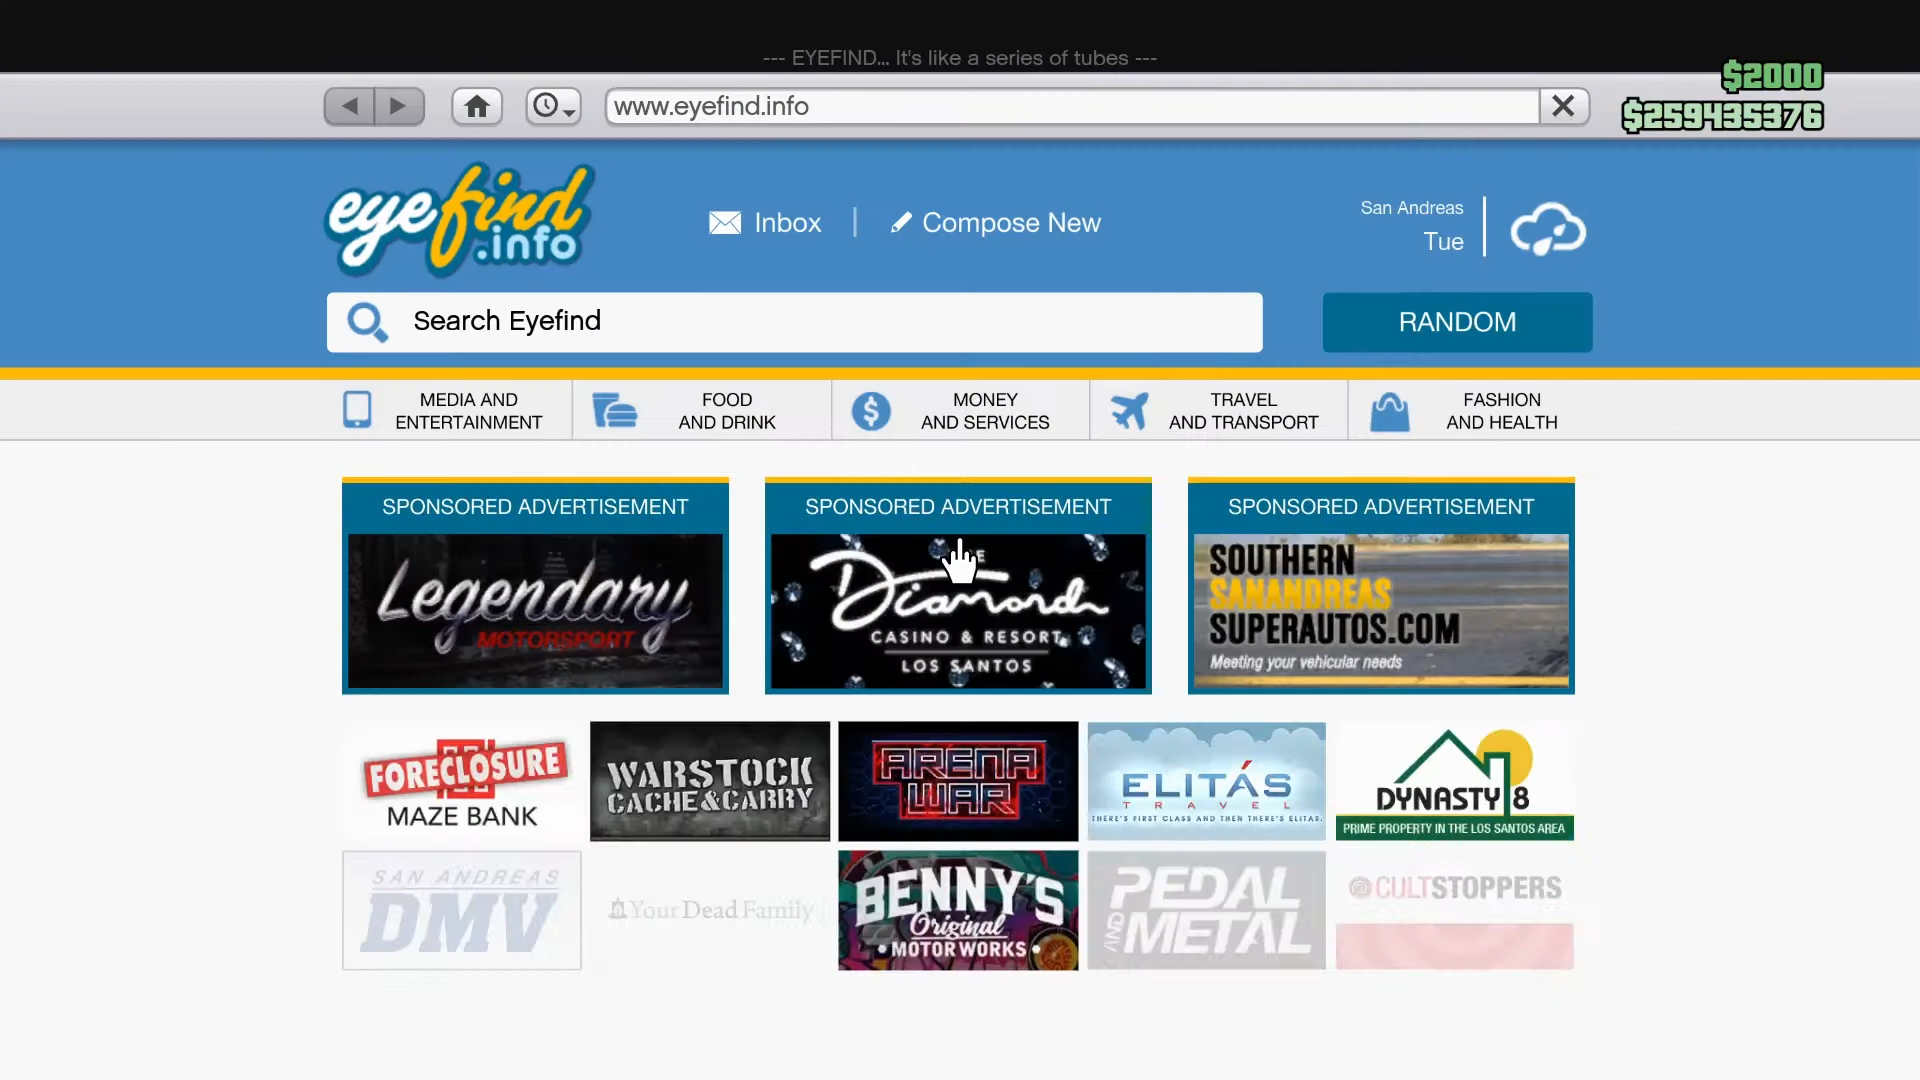 --- EYEFIND... It's like a series of tubes ---
$2000
www.eyefind.info
$259435376
eyefind.info
Inbox
Compose New
San Andreas
Tue
Search Eyefind
RANDOM
MEDIA AND
ENTERTAINMENT
FOOD
AND DRINK
MONEY
AND SERVICES
TRAVEL
AND TRANSPORT
FASHION
AND HEALTH
SPONSORED ADVERTISEMENT
Legendary
MOTORSPORT
SPONSORED ADVERTISEMENT
Diamond
CASINO & RESORT
LOS SANTOS
SPONSORED ADVERTISEMENT
SOUTHERN
SANANDREAS
SUPERAUTOS.COM
Meeting your vehicular needs
FORECLOSURE
MAZE BANK
WARSTOCK
CACHE&CARRY
ARENA
WAR
ELITÁS
TRAVEL
THERE'S FIRST CLASS AND THEN THERE'S ELITAS.
DYNASTY 8
PRIME PROPERTY IN THE LOS SANTOS AREA
SAN ANDREAS
DMV
Your Dead Family
BENNY'S
Original
MOTOR WORKS
PEDAL
AND
METAL
CULTSTOPPERS